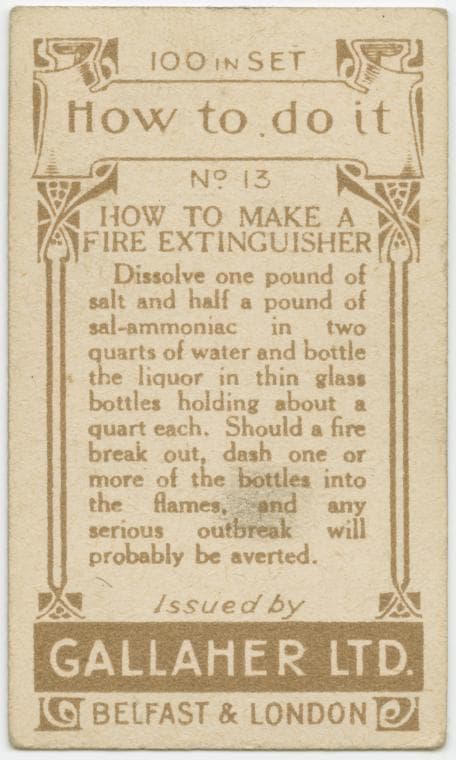 100 IN SET
How to do it
No 13
HOW TO MAKE A
FIRE EXTINGUISHER
Dissolve one pound of
salt and half a pound of
sal-ammoniac in two
quarts of water and bottle
the liquor in thin glass
bottles holding about a
quart each. Should a fire
break out, dash one or
more of the bottles into
the flames, and any
serious outbreak will
probably be averted.
Issued by
GALLAHER LTD.
BELFAST & LONDON